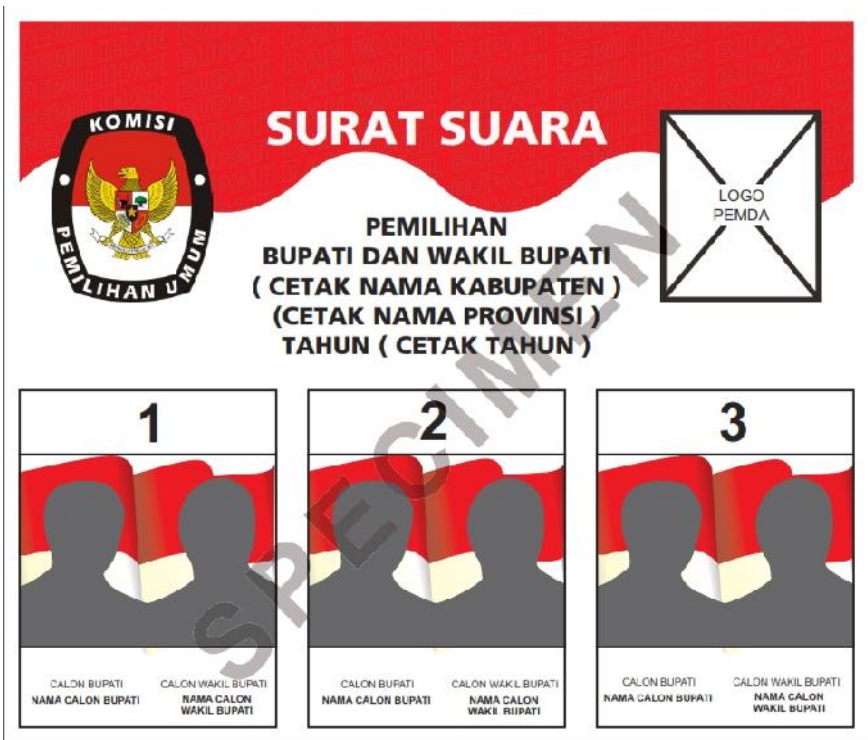 SURAT SUARA
KOMISI
PEMILIHAN UMUM
LOGO
PEMDA
PEMILIHAN
BUPATI DAN WAKIL BUPATI
( CETAK NAMA KABUPATEN )
(CETAK NAMA PROVINSI )
TAHUN ( CETAK TAHUN )
SPECIMEN
1
CALON BUPATI
NAMA CALON BUPATI
CALON WAKIL BUPATI
NAMA CALON
WAKIL BUPATI
2
CALON BUPATI
NAMA CALON BUPATI
CALON WAKIL BUPATI
NAMA CALON
WAKIL BUPATI
3
CALON BUPATI
NAMA CALON BUPATI
CALON WAKIL BUPATI
NAMA CALON
WAKIL BUPATI